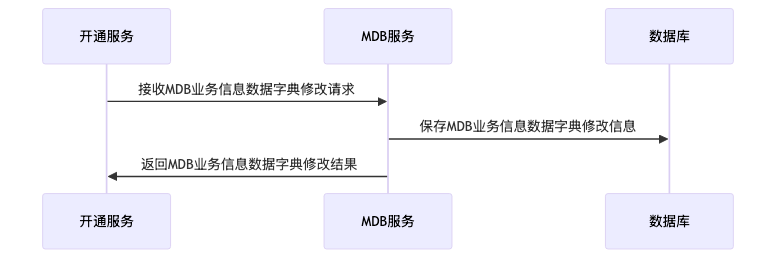 开通服务
MDB服务
数据库
接收MDB业务信息数据字典修改请求
保存MDB业务信息数据字典修改信息
返回MDB业务信息数据字典修改结果
开通服务
MDB服务
数据库